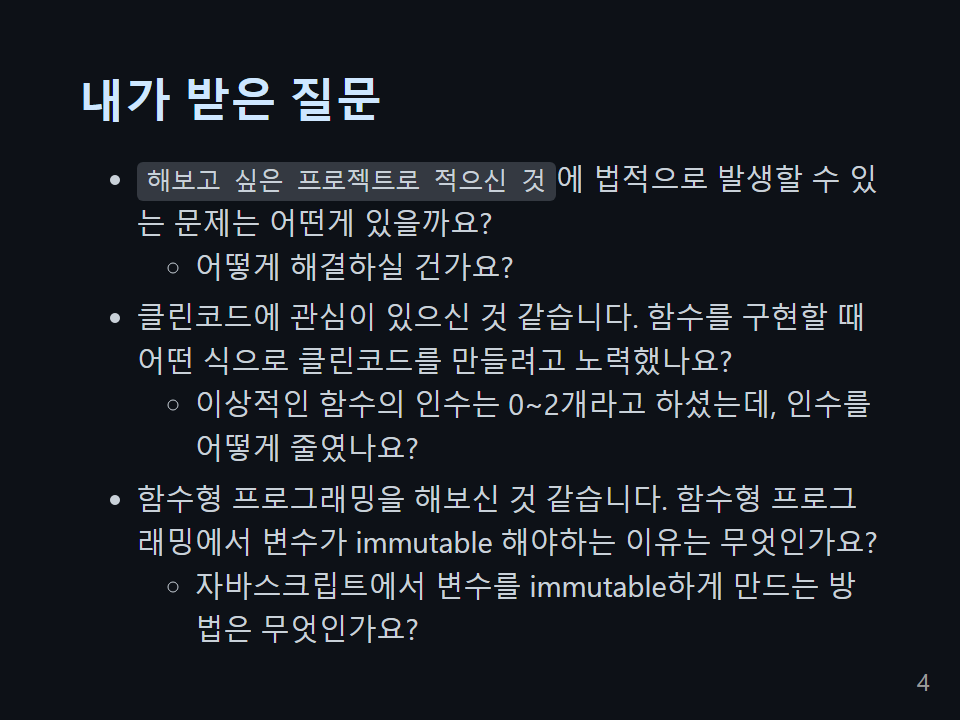 내가 받은 질문
해보고 싶은 프로젝트로 적으신 것에 법적으로 발생할 수 있
는 문제는 어떤게 있을까요?
어떻게 해결하실 건가요?
클린코드에 관심이 있으신 것 같습니다. 함수를 구현할 때
어떤 식으로 클린코드를 만들려고 노력했나요?
이상적인 함수의 인수는 0~2개라고 하셨는데, 인수를
어떻게 줄였나요?
함수형 프로그래밍을 해보신 것 같습니다. 함수형 프로그
래밍에서 변수가 immutable 해야하는 이유는 무엇인가요?
자바스크립트에서 변수를 immutable하게 만드는 방
법은 무엇인가요?
4